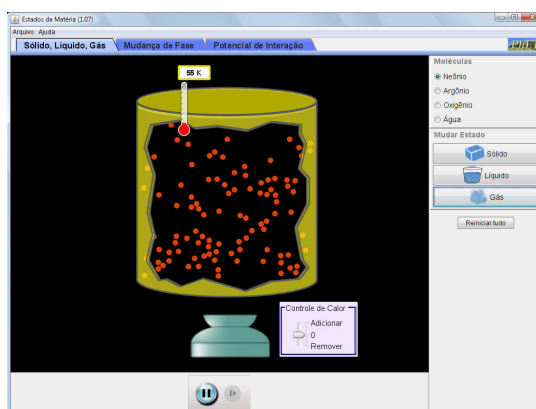 Estados da Matéria (1.07)
Arquivo Ajuda
Sólido, Líquido, Gás
Mudança de Fase
Potencial de Interação
PhET
55 K
Moléculas
Neônio
Argônio
Oxigênio
Água
Mudar Estado
Sólido
Líquido
Gás
Reiniciar tudo
Controle de Calor
Adicionar
0
Remover